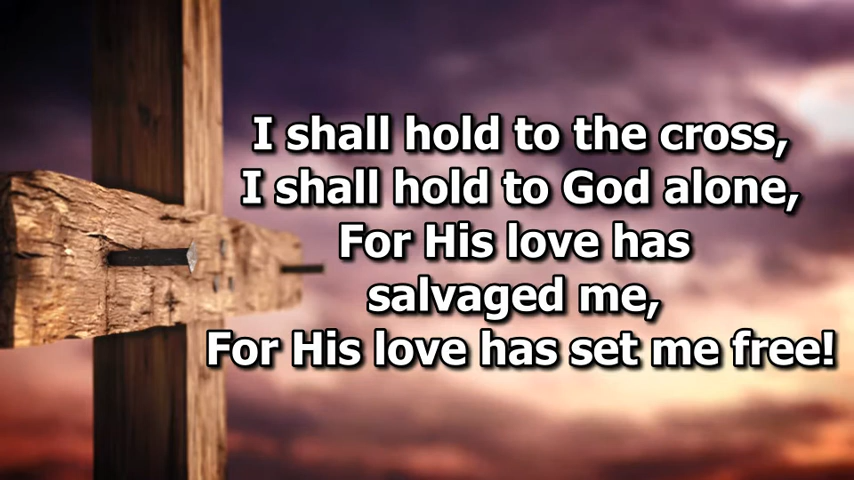 I shall hold to the cross,
I shall hold to God alone,
For His love has
salvaged me,
For His love has set me free!